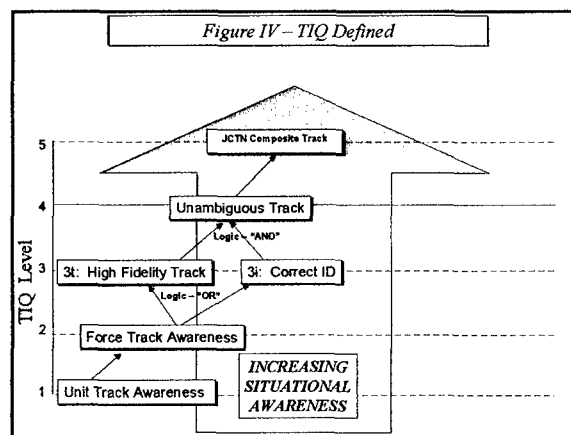 Figure IV – TIQ Defined
5
JCTN Composite Track
4
Unambiguous Track
Logic – "AND"
3
3t: High Fidelity Track
3i: Correct ID
Logic – "OR"
2
Force Track Awareness
1
Unit Track Awareness
INCREASING
SITUATIONAL
AWARENESS
TIQ Level